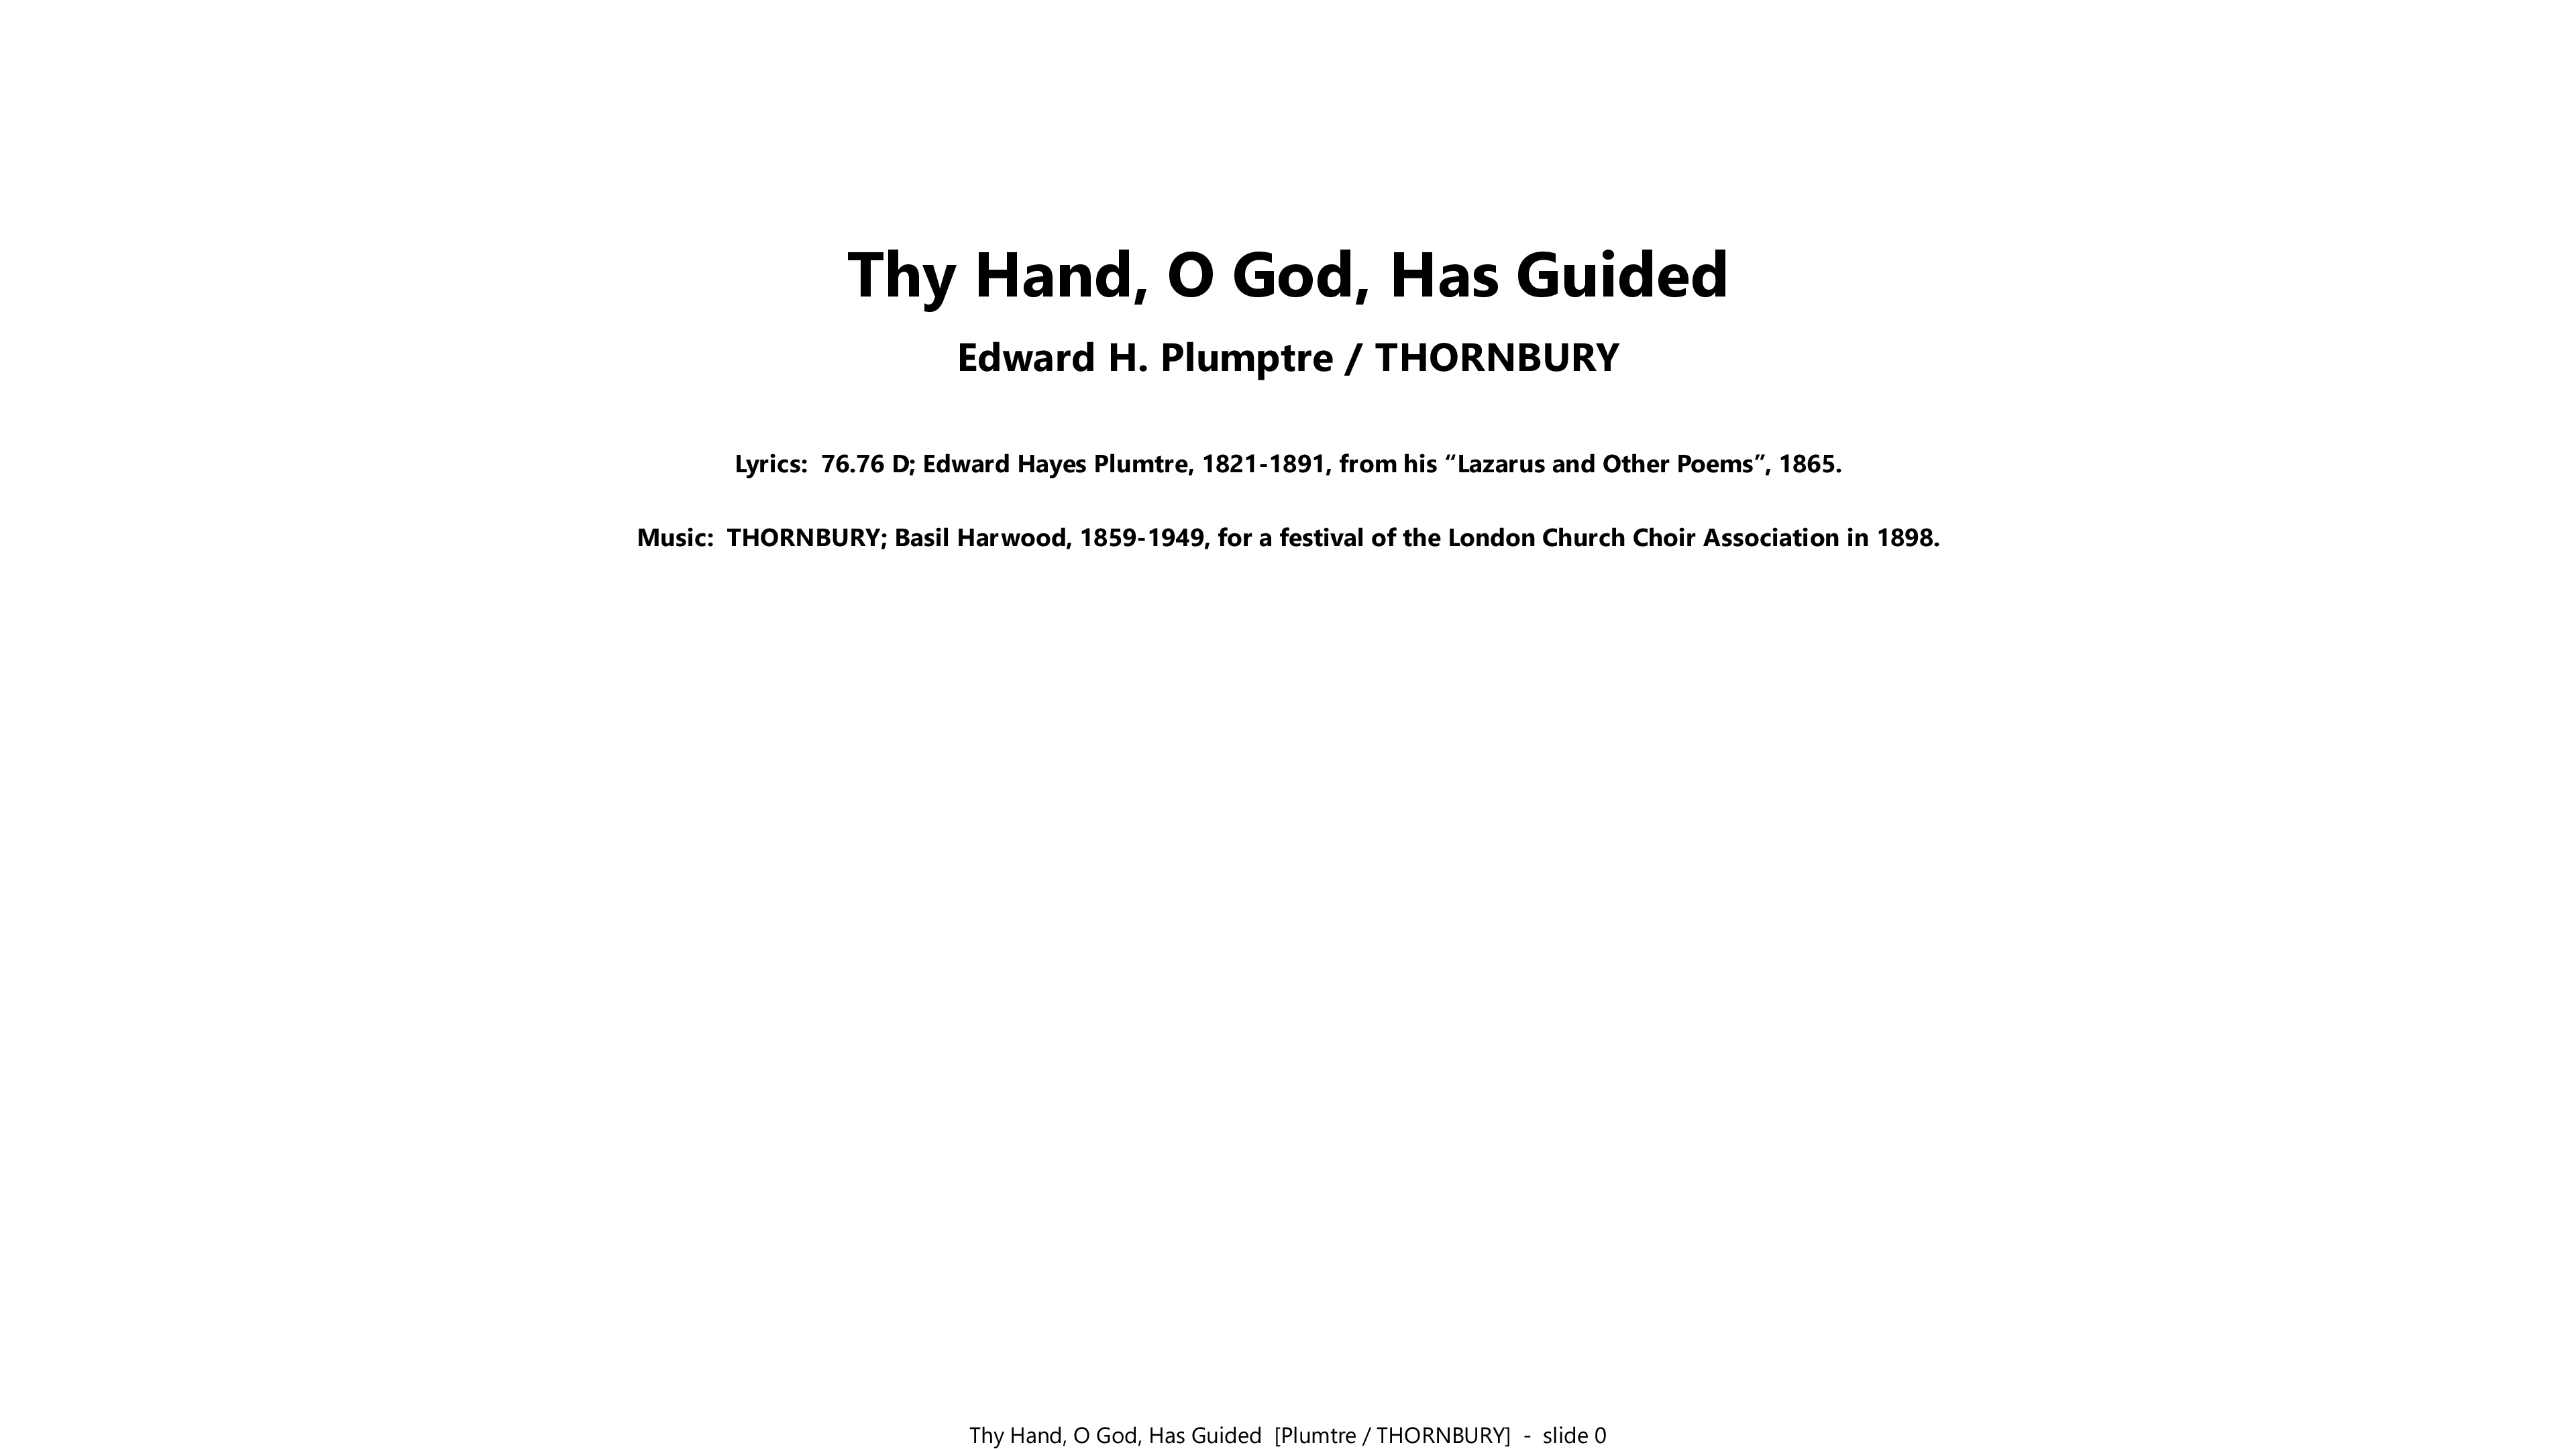 Thy Hand, O God, Has Guided
Edward H. Plumptre / THORNBURY
Lyrics:  76.76 D; Edward Hayes Plumtre, 1821-1891, from his “Lazarus and Other Poems”, 1865.
Music:  THORNBURY; Basil Harwood, 1859-1949, for a festival of the London Church Choir Association in 1898.
Thy Hand, O God, Has Guided  [Plumtre / THORNBURY]  -  slide 0